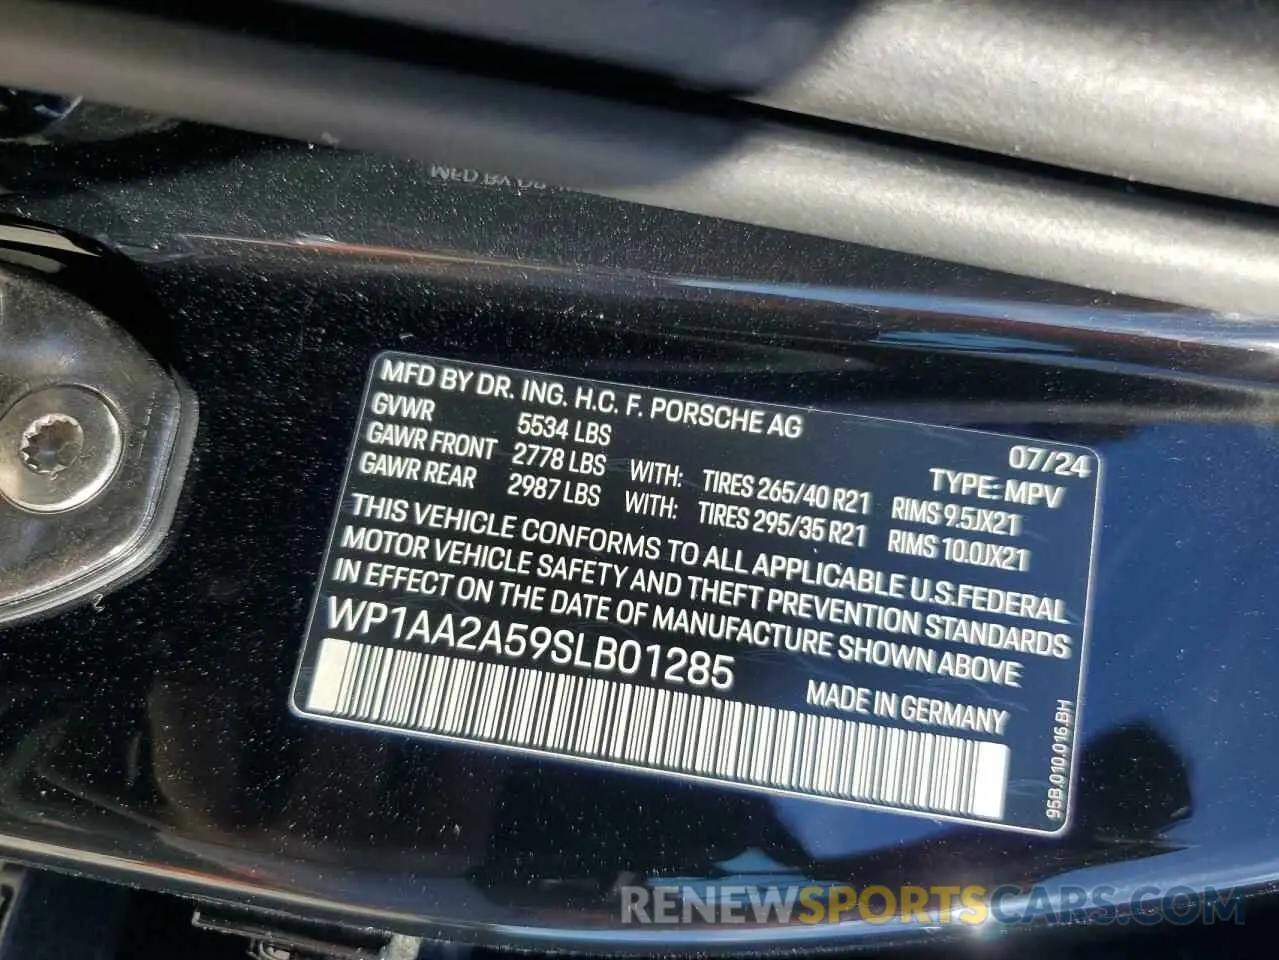 MFD BY DR. ING. H.C. F. PORSCHE AG
07/24
GVWR 5534 LBS TYPE: MPV
GAWR FRONT 2778 LBS WITH: TIRES 265/40 R21 RIMS 9.5JX21
GAWR REAR 2987 LBS WITH: TIRES 295/35 R21 RIMS 10.0JX21
THIS VEHICLE CONFORMS TO ALL APPLICABLE U.S.FEDERAL
MOTOR VEHICLE SAFETY AND THEFT PREVENTION STANDARDS
IN EFFECT ON THE DATE OF MANUFACTURE SHOWN ABOVE
WP1AA2A59SLB01285
MADE IN GERMANY
95B.010.016.BH
RENEWSPORTSCARS.COM